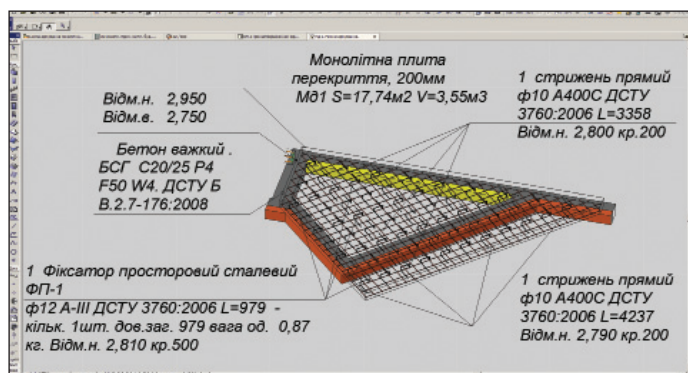 Монолітна плита
перекриття, 200мм
Мд1 S=17,74м2 V=3,55м3
1 стрижень прямий
ф10 А400С ДСТУ
3760:2006 L=3358
Відм.н. 2,800 кр.200
Відм.н. 2,950
Відм.в. 2,750
Бетон важкий .
БСГ С20/25 Р4
F50 W4. ДСТУ Б
В.2.7-176:2008
1 Фіксатор просторовий сталевий
ФП-1
ф12 А-ІІІ ДСТУ 3760:2006 L=979 -
кільк. 1шт. дов.заг. 979 вага од. 0,87
кг. Відм.н. 2,810 кр.500
1 стрижень прямий
ф10 А400С ДСТУ
3760:2006 L=4237
Відм.н. 2,790 кр.200